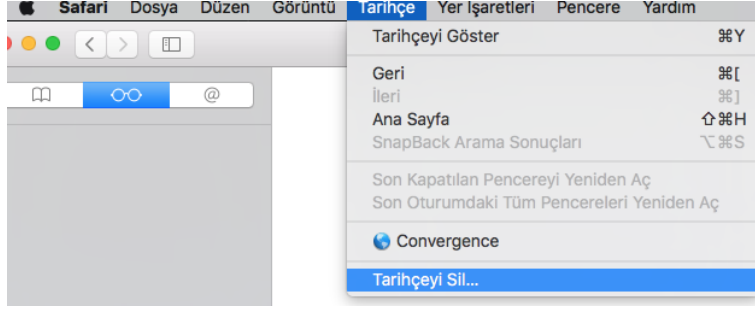 Safari Dosya Düzen Görüntü Tarihçe Yer İşaretleri Pencere Yardım
Tarihçeyi Göster ⌘Y
Geri ⌘[
İleri ⌘]
@
Ana Sayfa ⇧⌘H
SnapBack Arama Sonuçları ⌥⌘S
Son Kapatılan Pencereyi Yeniden Aç
Son Oturumdaki Tüm Pencereleri Yeniden Aç
Convergence
Tarihçeyi Sil...